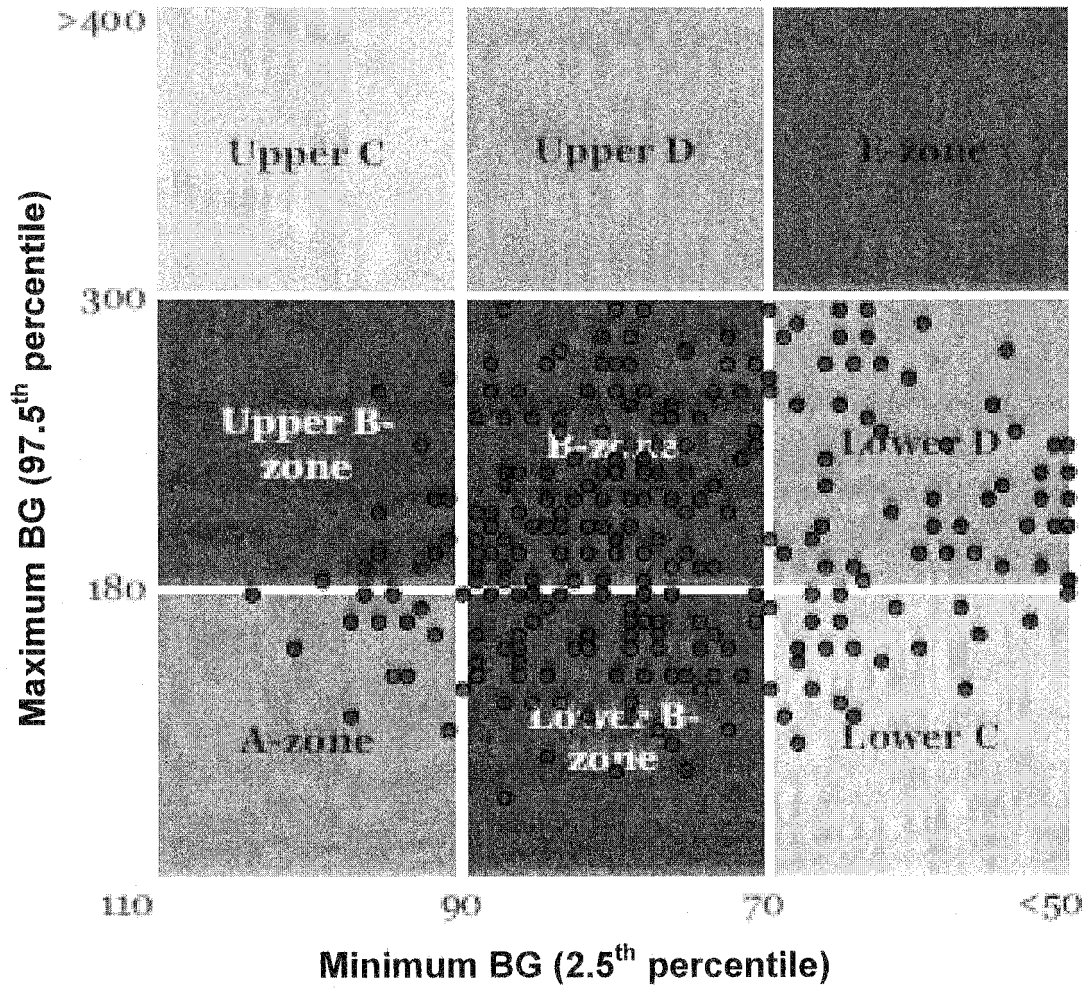 >400
Upper C
Upper D
E-zone
300
Upper B-
zone
B-zone
Lower D
180
A-zone
Lower B-
zone
Lower C
110
90
70
<50
Maximum BG (97.5th percentile)
Minimum BG (2.5th percentile)